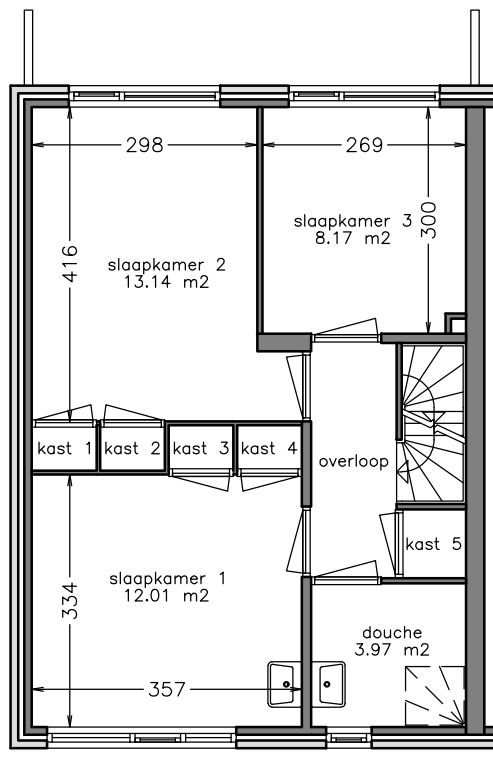 298
269
slaapkamer 3
8.17 m2
300
416
slaapkamer 2
13.14 m2
kast 1
kast 2
kast 3
kast 4
overloop
kast 5
slaapkamer 1
12.01 m2
334
douche
3.97 m2
357